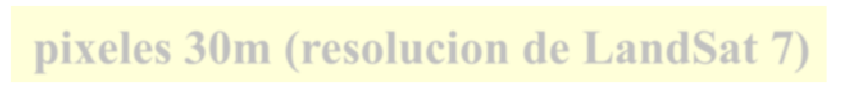 pixeles 30m (resolucion de LandSat 7)